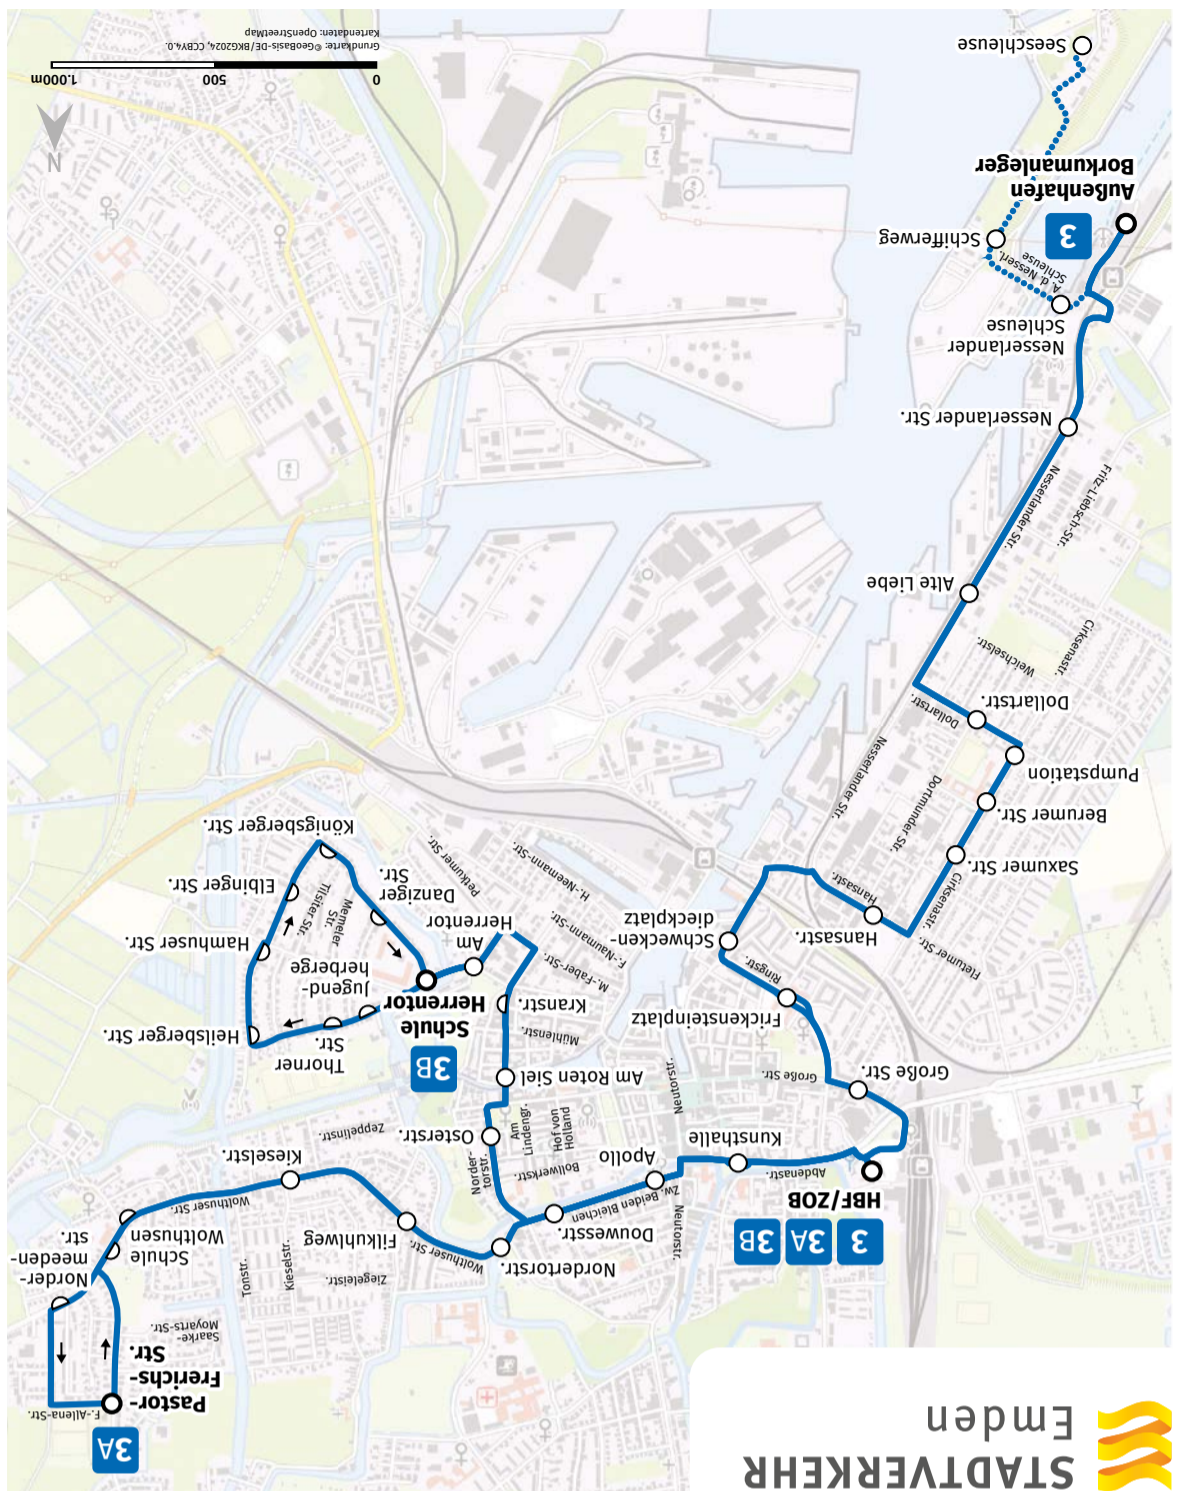 STADTVERKEHR
Emden
3A
F.-Allena-Str.
Pastor-
Frerichs-
Str.
Saarke-
Moyarts-Str.
Norder-
meeden-
str.
Schule
Wolthusen
Tonstr.
Kieselstr.
Ziegeleistr.
Wolthuser Str.
Kieselstr.
Filkuhlweg
Wolthuser Str.
Zeppelinstr.
Nordertorstr.
Douwesstr.
Zw. Beiden Bleichen
Neutorstr.
Apollo
3
3A
3B
HBF/ZOB
Abdenastr.
Kunsthalle
Norder-
torstr.
Bollwerkstr.
Osterstr.
Am
Lindengr.
Hof von
Holland
Am Roten Siel
Neutorstr.
Große Str.
Große Str.
3B
Schule
Herrentor
Thorner
Str.
Heilsberger Str.
Jugend-
herberge
Hamhuser Str.
Elbinger Str.
Tilsiter Str.
Memeler
Str.
Königsberger Str.
Danziger
Str.
Am
Herrentor
Kranstr.
Mühlenstr.
M.-Faber-Str.
F.-Naumann-Str.
H.-Neemann-Str.
Petkumer Str.
Frickensteinplatz
Ringstr.
Schwecken-
dieckplatz
Hansastr.
Hansastr.
Fletumer Str.
Cirksenastr.
Saxumer Str.
Berumer Str.
Dortmunder Str.
Nesserlander Str.
Pumpstation
Dollartstr.
Dollartstr.
Weichselstr.
Cirksenastr.
Alte Liebe
Nesserlander Str.
Fritz-Liebsch-Str.
Nesserlander Str.
Nesserlander
Schleuse
A. d. Nesserl.
Schleuse
Schifferweg
3
Außenhafen
Borkumanleger
Seeschleuse
N
0
500
1.000m
Grundkarte: © GeoBasis-DE/BKG2024, CCBY4.0.
Kartendaten: OpenStreetMap